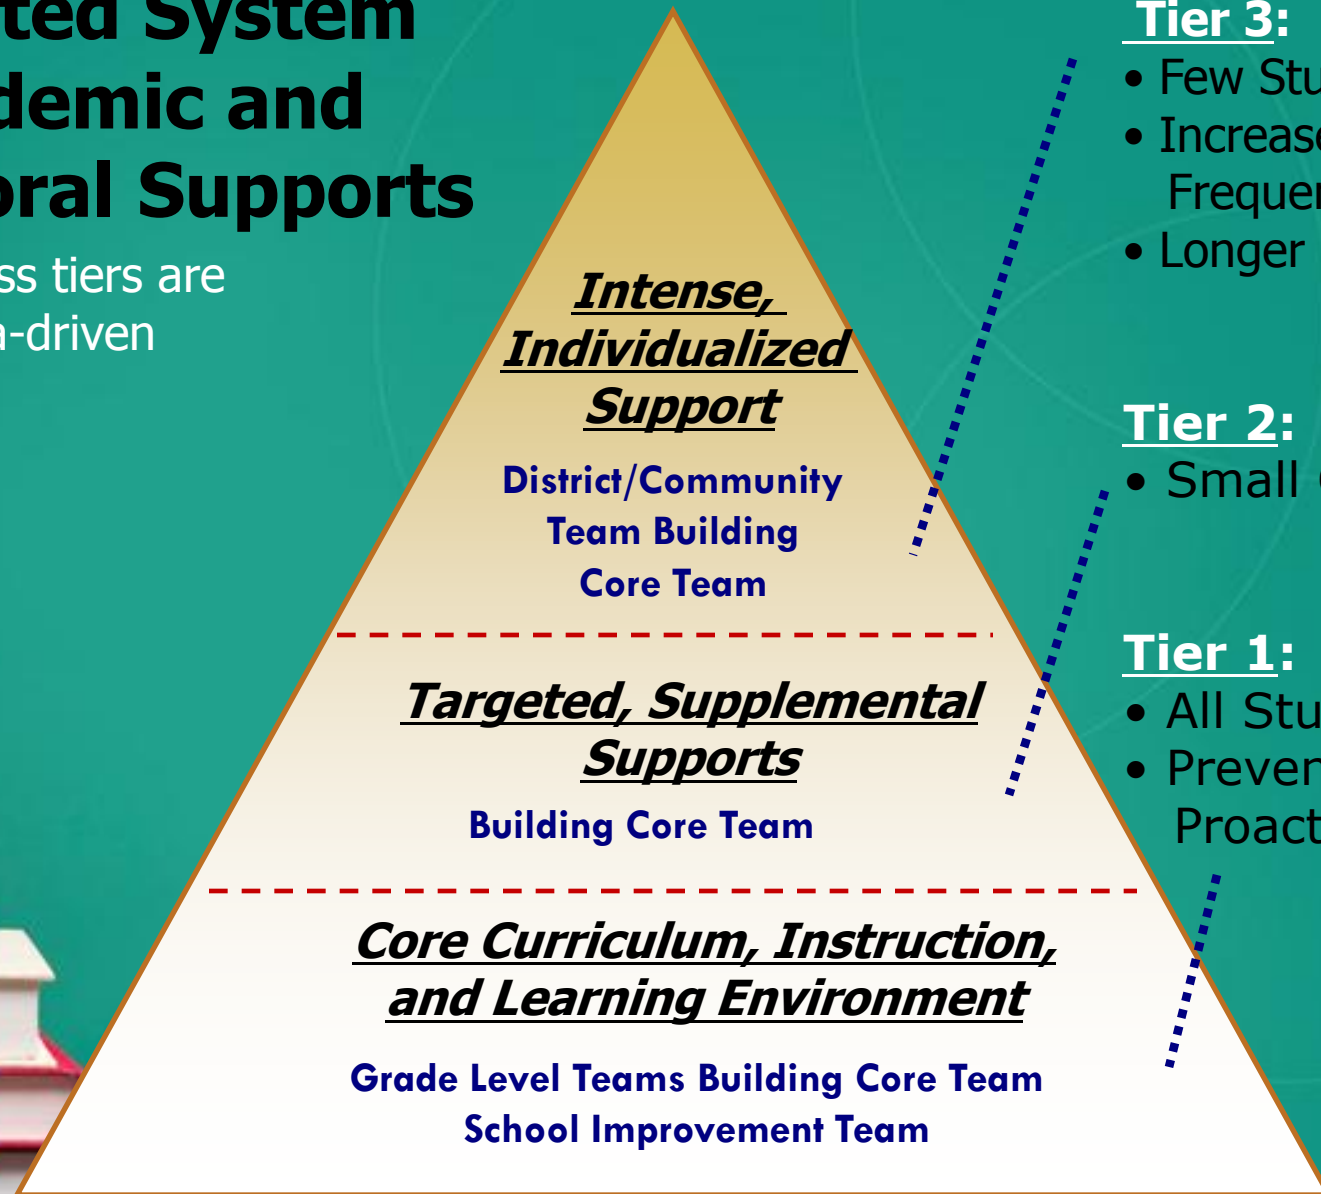 ted System
demic and
oral Supports
ss tiers are
a-driven
Intense,
Individualized
Support
District/Community
Team Building
Core Team
Targeted, Supplemental
Supports
Building Core Team
Core Curriculum, Instruction,
and Learning Environment
Grade Level Teams Building Core Team
School Improvement Team
Tier 3:
• Few Stu
• Increase
Frequen
• Longer
Tier 2:
• Small
Tier 1:
• All Stu
• Preven
Proact